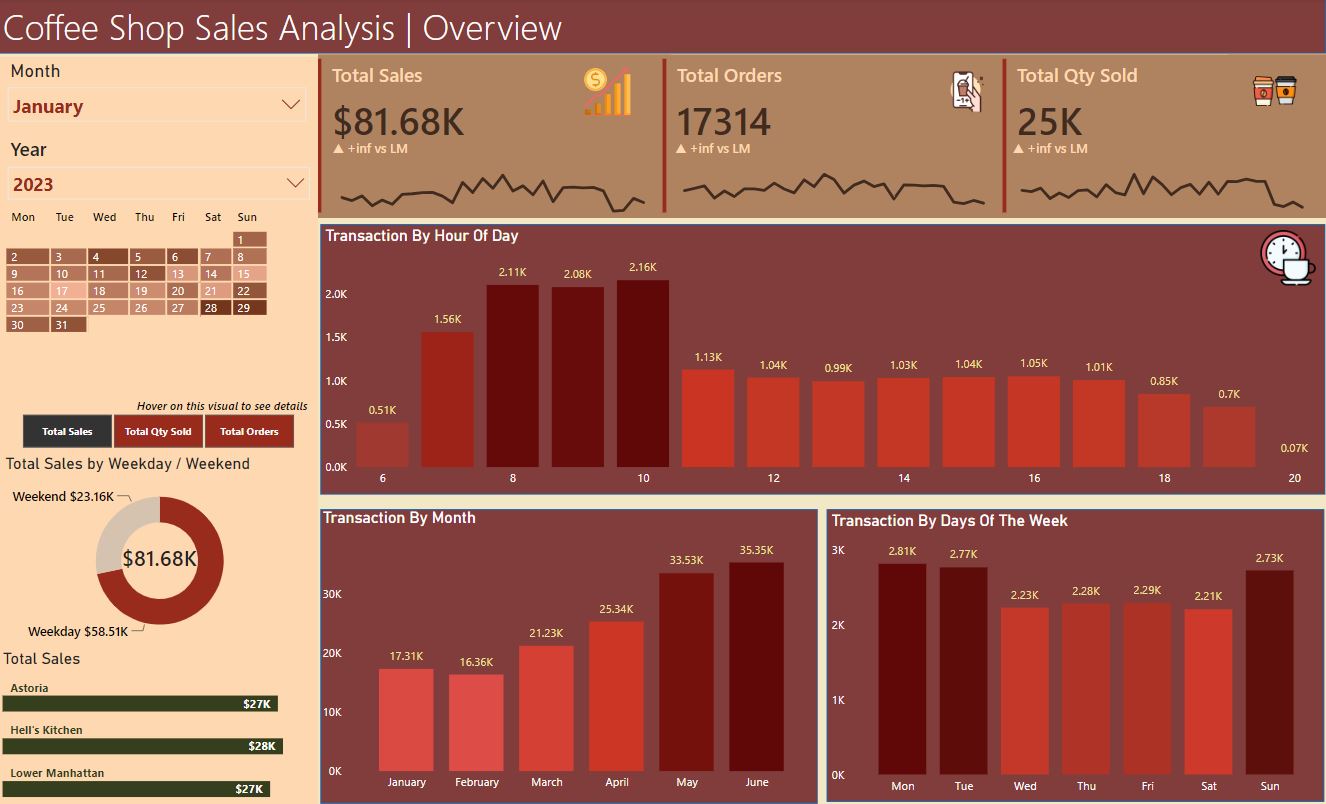 Coffee Shop Sales Analysis | Overview
Month
January
Year
2023
Mon Tue Wed Thu Fri Sat Sun
1
2 3 4 5 6 7 8
9 10 11 12 13 14 15
16 17 18 19 20 21 22
23 24 25 26 27 28 29
30 31
Hover on this visual to see details
Total Sales Total Qty Sold Total Orders
Total Sales by Weekday / Weekend
Weekend $23.16K
$81.68K
Weekday $58.51K
Total Sales
Astoria
$27K
Hell's Kitchen
$28K
Lower Manhattan
$27K
Total Sales
$81.68K
▲ +inf vs LM
Total Orders
17314
▲ +inf vs LM
-1+
Total Qty Sold
25K
▲ +inf vs LM
Transaction By Hour Of Day
2.0K
1.5K
1.0K
0.5K
0.0K
0.51K 1.56K 2.11K 2.08K 2.16K 1.13K 1.04K 0.99K 1.03K 1.04K 1.05K 1.01K 0.85K 0.7K 0.07K
6 8 10 12 14 16 18 20
Transaction By Month
30K
20K
10K
0K
17.31K 16.36K 21.23K 25.34K 33.53K 35.35K
January February March April May June
Transaction By Days Of The Week
3K
2K
1K
0K
2.81K 2.77K 2.23K 2.28K 2.29K 2.21K 2.73K
Mon Tue Wed Thu Fri Sat Sun